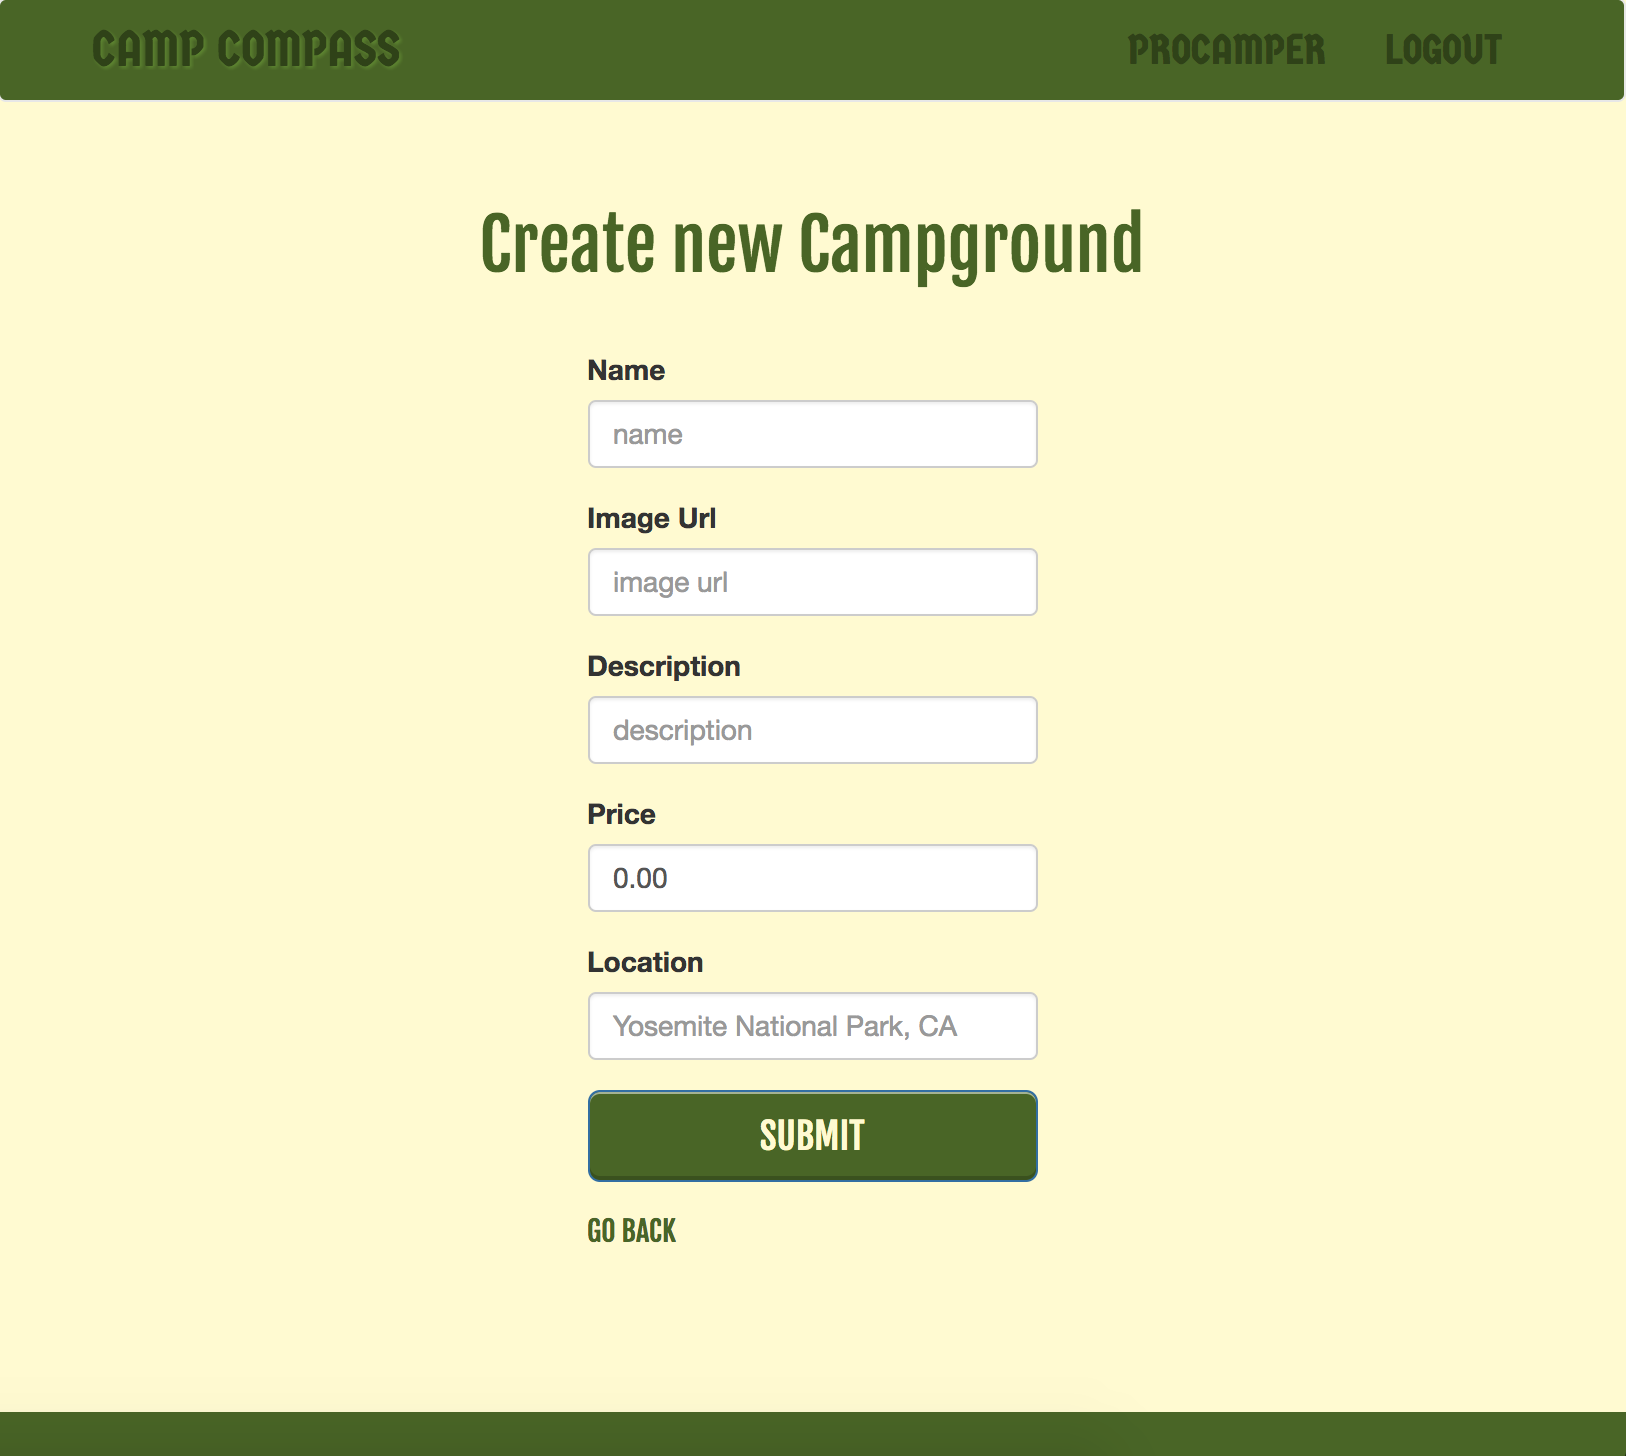 CAMP COMPASS PROCAMPER LOGOUT
Create new Campground
Name
name
Image Url
image url
Description
description
Price
0.00
Location
Yosemite National Park, CA
SUBMIT
GO BACK